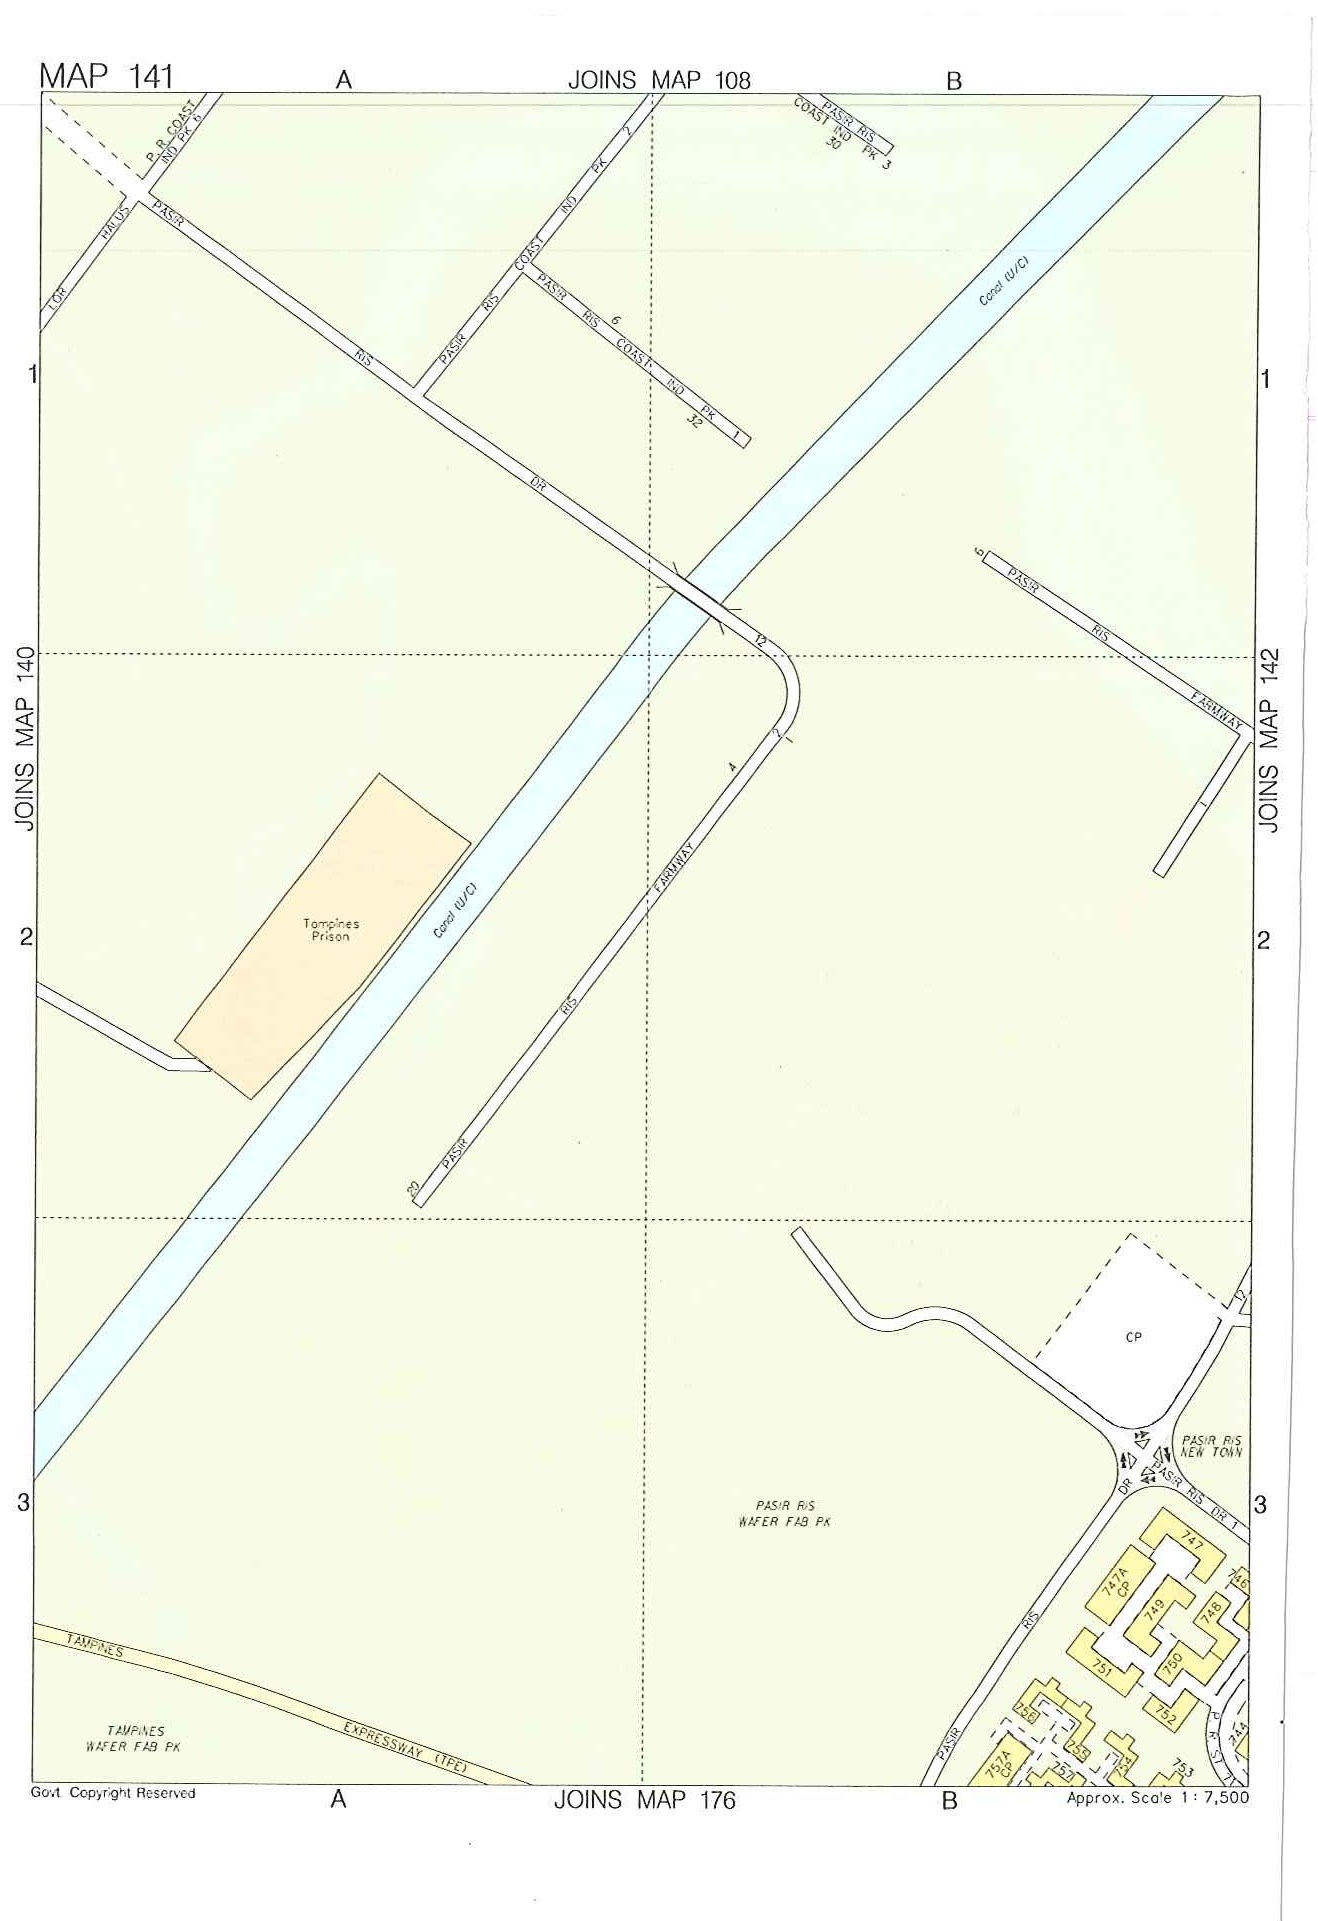 MAP 141
A
JOINS MAP 108
B
P. R. COAST
IND PK 6
LOR HALUS
PASIR RIS DR 12
PASIR RIS COAST IND PK 2
PASIR RIS
COAST IND PK 3
30
PASIR RIS COAST IND PK 1
6
32
Canal (U/C)
1
1
JOINS MAP 140
JOINS MAP 142
PASIR RIS FARMWAY 1
2
4
PASIR RIS FARMWAY 2
20
Tampines
Prison
Canal (U/C)
2
2
CP
12
PASIR RIS
NEW TOWN
PASIR RIS DR 1
PASIR RIS DR
3
3
PASIR RIS
WAFER FAB PK
747
746
747A
CP
749
748
751
750
752
756
755
754
753
757A
CP
757
744
P R ST 71
TAMPINES EXPRESSWAY (TPE)
TAMPINES
WAFER FAB PK
Govt. Copyright Reserved
A
JOINS MAP 176
B
Approx. Scale 1 : 7,500